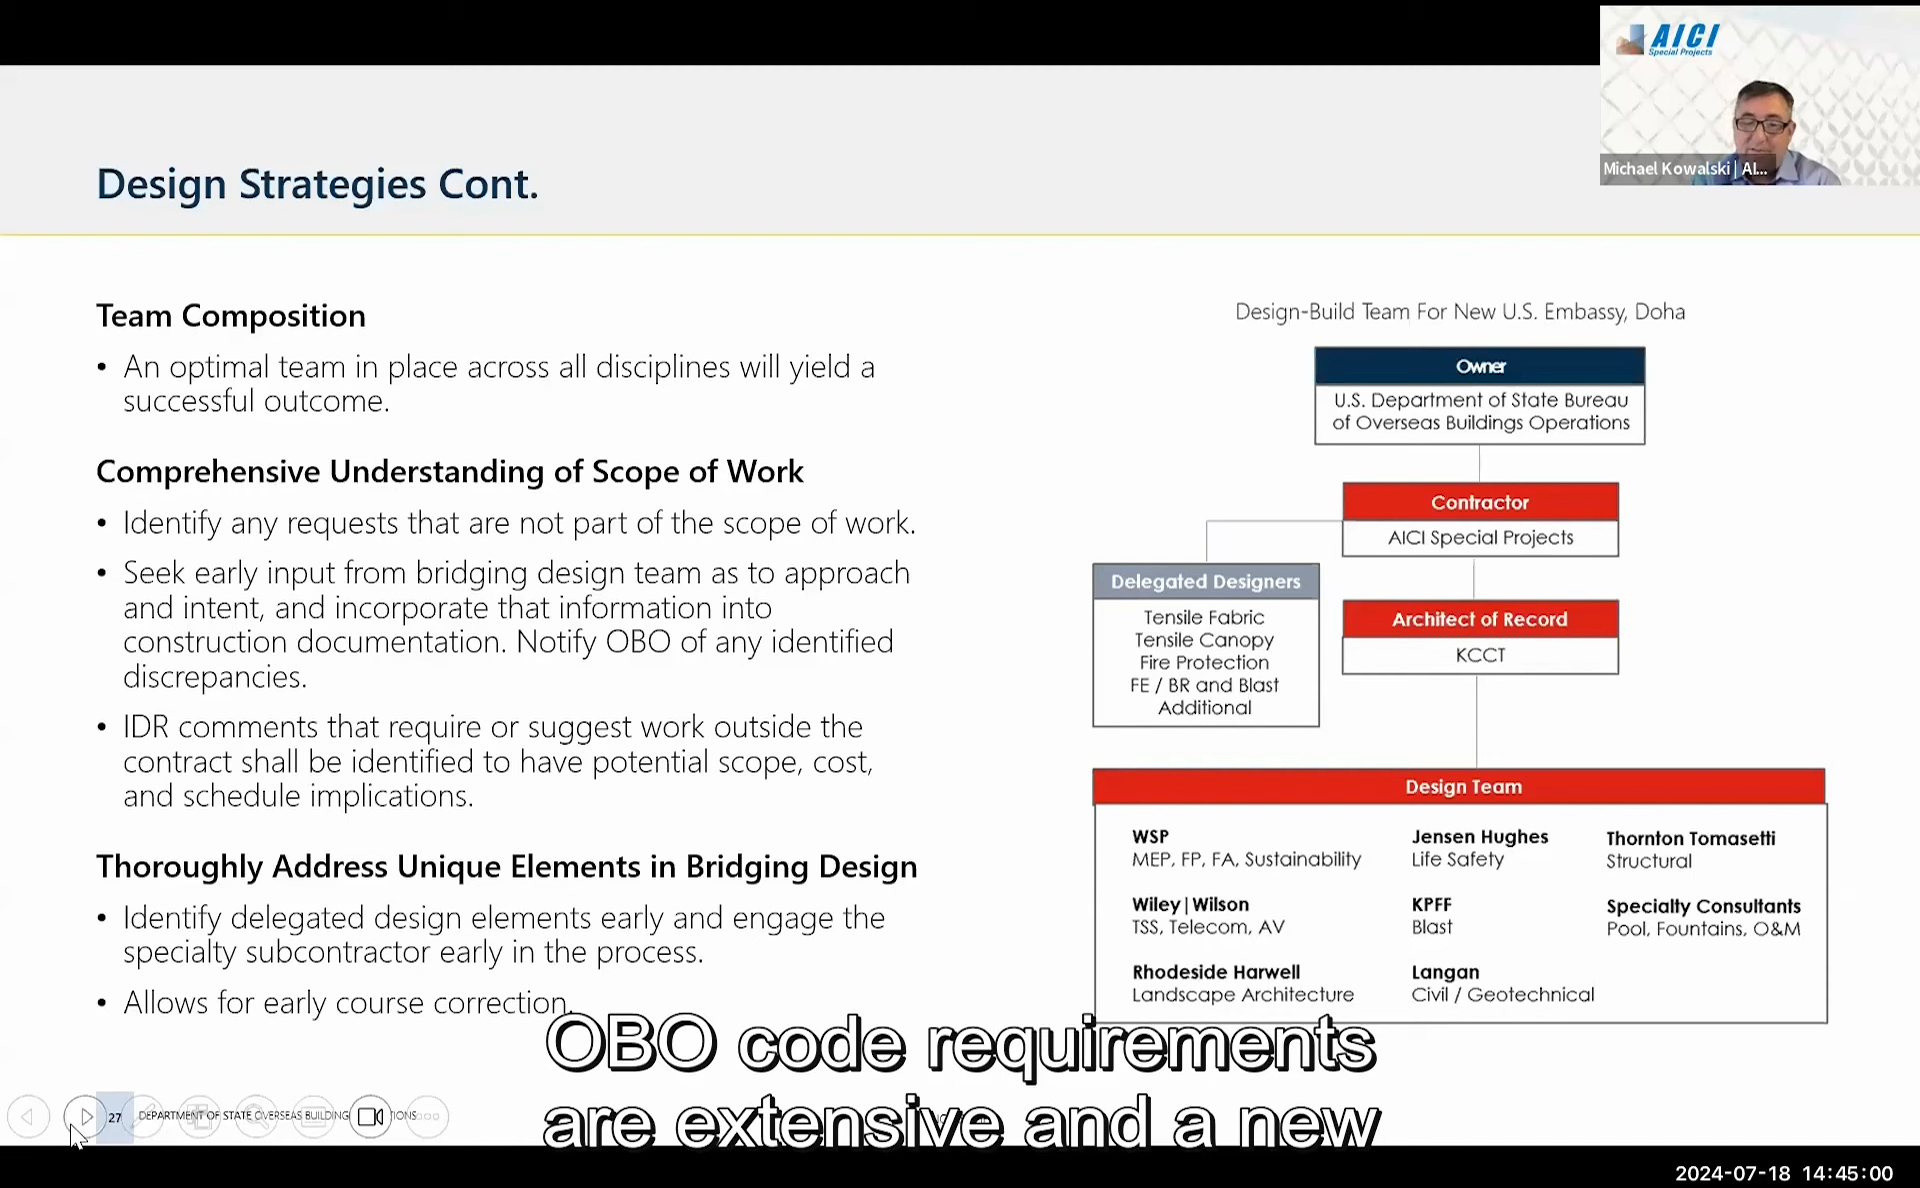 AICI
Special Projects
Michael Kowalski | AI...
Design Strategies Cont.
Team Composition
• An optimal team in place across all disciplines will yield a
successful outcome.
Comprehensive Understanding of Scope of Work
• Identify any requests that are not part of the scope of work.
• Seek early input from bridging design team as to approach
and intent, and incorporate that information into
construction documentation. Notify OBO of any identified
discrepancies.
• IDR comments that require or suggest work outside the
contract shall be identified to have potential scope, cost,
and schedule implications.
Thoroughly Address Unique Elements in Bridging Design
• Identify delegated design elements early and engage the
specialty subcontractor early in the process.
• Allows for early course correction.
Design-Build Team For New U.S. Embassy, Doha
Owner
U.S. Department of State Bureau
of Overseas Buildings Operations
Contractor
AICI Special Projects
Delegated Designers
Tensile Fabric
Tensile Canopy
Fire Protection
FE / BR and Blast
Additional
Architect of Record
KCCT
Design Team
WSP
MEP, FP, FA, Sustainability
Jensen Hughes
Life Safety
Thornton Tomasetti
Structural
Wiley|Wilson
TSS, Telecom, AV
KPFF
Blast
Specialty Consultants
Pool, Fountains, O&M
Rhodeside Harwell
Landscape Architecture
Langan
Civil / Geotechnical
OBO code requirements
are extensive and a new
27
DEPARTMENT OF STATE OVERSEAS BUILDING TIONS
2024-07-18 14:45:00